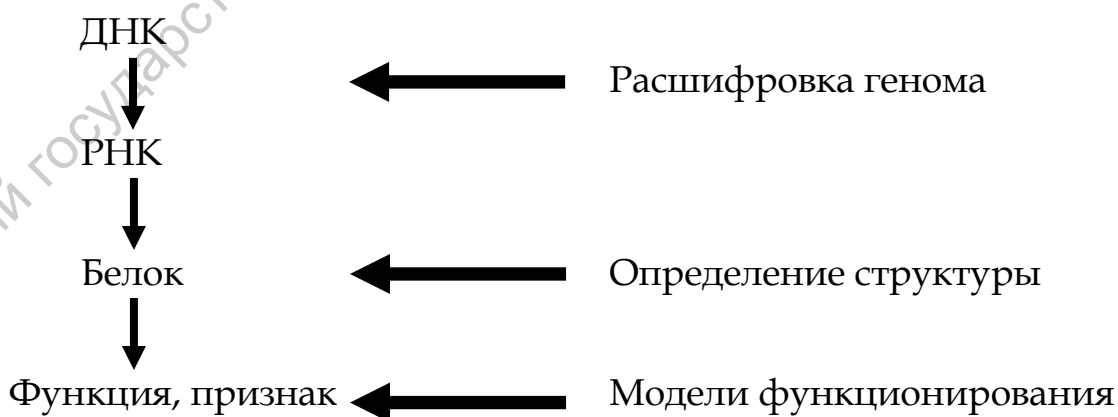 ДНК
Расшифровка генома
РНК
Белок
Определение структуры
Функция, признак
Модели функционирования